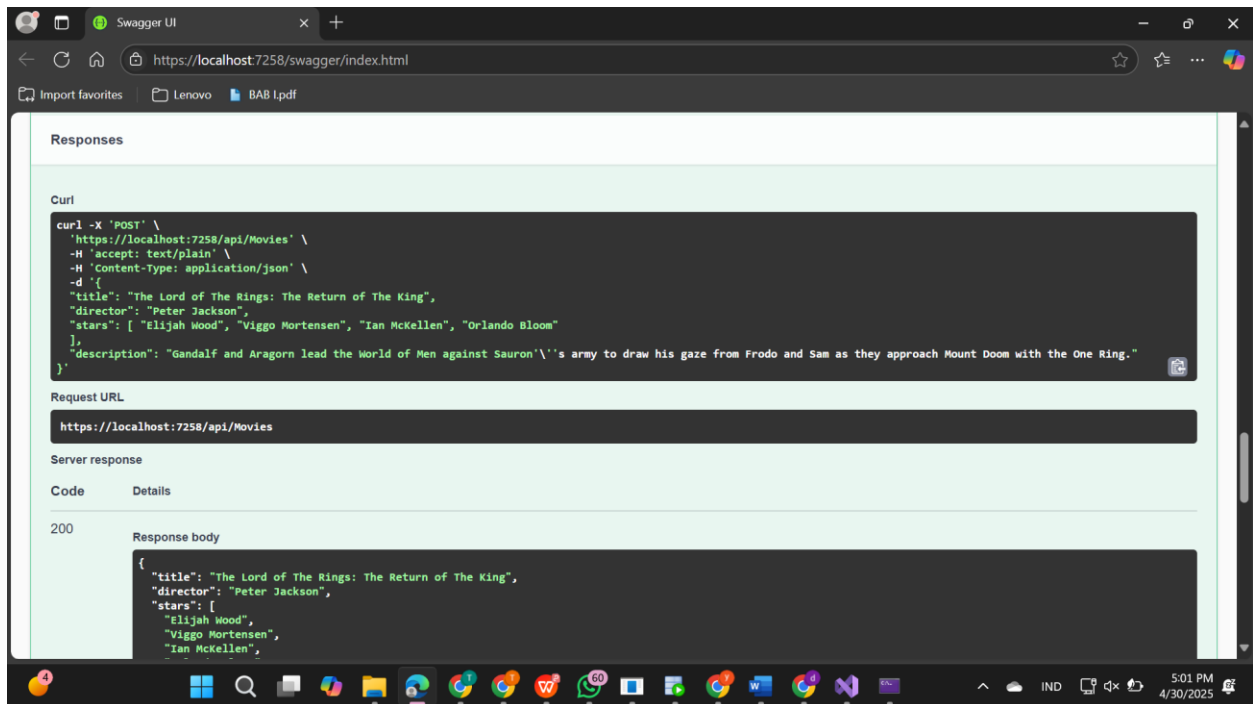 Swagger UI
https://localhost:7258/swagger/index.html
Import favorites
Lenovo
BAB I.pdf
Responses
Curl
curl -X 'POST' \
'https://localhost:7258/api/Movies' \
-H 'accept: text/plain' \
-H 'Content-Type: application/json' \
-d '{
"title": "The Lord of The Rings: The Return of The King",
"director": "Peter Jackson",
"stars": [ "Elijah Wood", "Viggo Mortensen", "Ian McKellen", "Orlando Bloom"
],
"description": "Gandalf and Aragorn lead the World of Men against Sauron'\''s army to draw his gaze from Frodo and Sam as they approach Mount Doom with the One Ring."
}'
Request URL
https://localhost:7258/api/Movies
Server response
Code Details
200
Response body
{
"title": "The Lord of The Rings: The Return of The King",
"director": "Peter Jackson",
"stars": [
"Elijah Wood",
"Viggo Mortensen",
"Ian McKellen",
4
60
IND
5:01 PM
4/30/2025